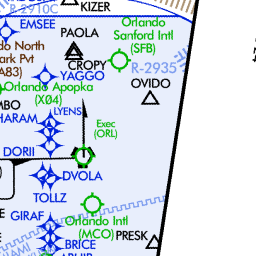 R-2910C
KIZER
EMSEE
Orlando
Sanford Intl
(SFB)
PAOLA
ando North
ark Pvt
A83)
CROPY
YAGGO
R-2935
OVIDO
Orlando Apopka
(X04)
MBO
HARAM
LYENS
Exec
(ORL)
DORII
DVOLA
TOLLZ
GIRAF
Orlando Intl
(MCO)
PRESK
BRICE